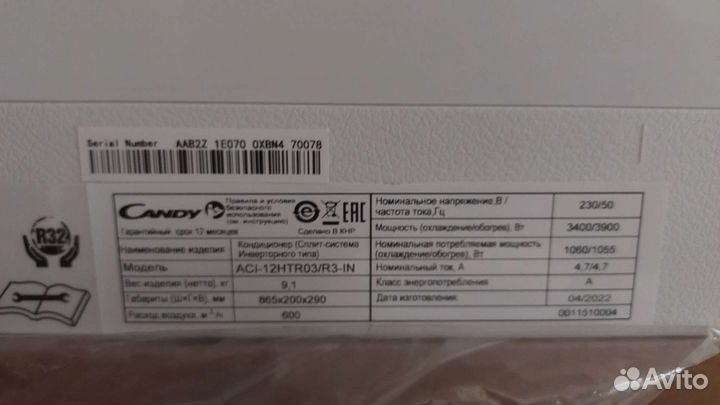 Serial Number AAB2Z 1E070 0XBN4 70078
R32
CANDY
Правила и условия
безопасного
использования
(см. инструкцию)
EAC
Сделано в КНР
Гарантийный срок 12 месяцев
Наименование изделия
Кондиционер (Сплит-система
Инверторного типа)
Модель ACI-12HTR03/R3-IN
Вес изделия (нетто), кг 9,1
Габариты (Ш×Г×В), мм 865x200x290
Расход воздуха, м³/ч 600
Номинальное напряжение,В /
частота тока,Гц
230/50
Мощность (охлаждение/обогрев), Вт 3400/3900
Номинальная потребляемая мощность
(охлаждение/обогрев), Вт
1060/1055
Номинальный ток, А 4,7/4,7
Класс энергопотребления A
Дата изготовления: 04/2022
0011510094
Avito